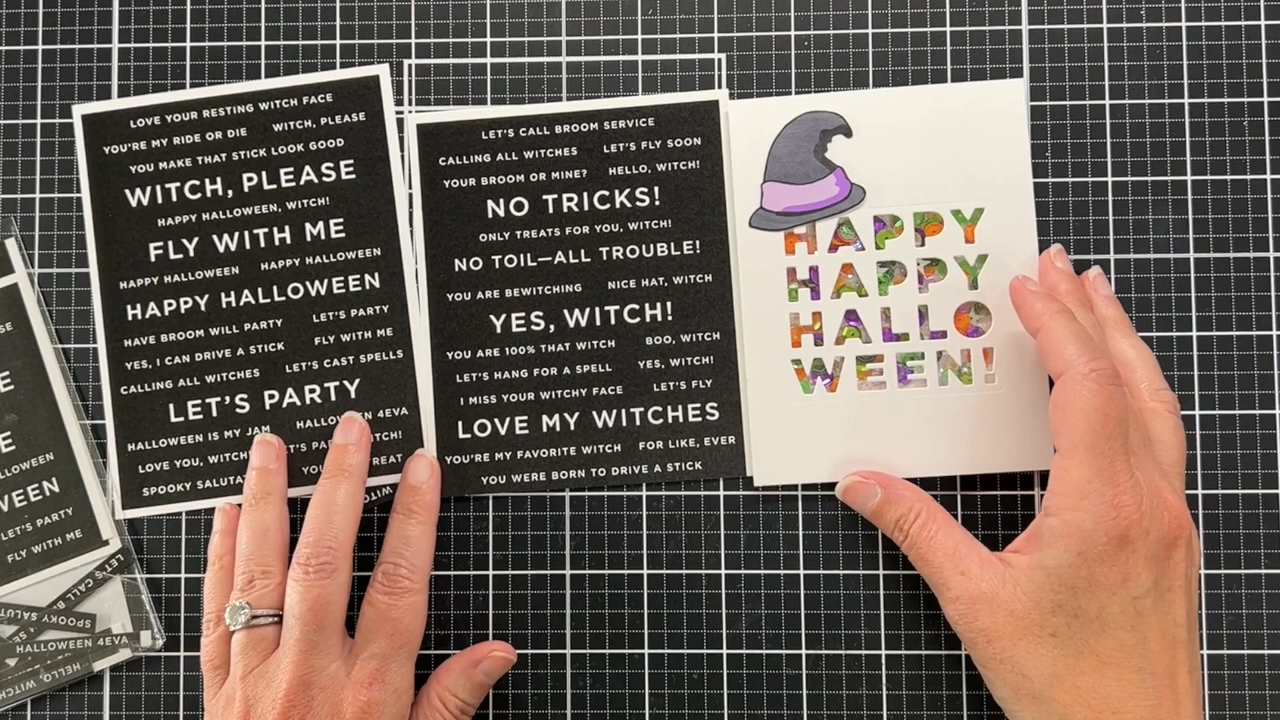 LOVE YOUR RESTING WITCH FACE
YOU'RE MY RIDE OR DIE WITCH, PLEASE
YOU MAKE THAT STICK LOOK GOOD
WITCH, PLEASE
HAPPY HALLOWEEN, WITCH!
FLY WITH ME
HAPPY HALLOWEEN HAPPY HALLOWEEN
HAPPY HALLOWEEN
HAVE BROOM WILL PARTY LET'S PARTY
YES, I CAN DRIVE A STICK FLY WITH ME
CALLING ALL WITCHES LET'S CAST SPELLS
LET'S PARTY
HALLOWEEN IS MY JAM 4EVA
LOVE YOU, WITCH
SPOOKY
LET'S CALL BROOM SERVICE
CALLING ALL WITCHES LET'S FLY SOON
YOUR BROOM OR MINE? HELLO, WITCH!
NO TRICKS!
ONLY TREATS FOR YOU, WITCH!
NO TOIL—ALL TROUBLE!
YOU ARE BEWITCHING NICE HAT, WITCH
YES, WITCH!
YOU ARE 100% THAT WITCH BOO, WITCH
LET'S HANG FOR A SPELL YES, WITCH!
I MISS YOUR WITCHY FACE LET'S FLY
LOVE MY WITCHES
YOU'RE MY FAVORITE WITCH FOR LIKE, EVER
YOU WERE BORN TO DRIVE A STICK
HAPPY
HAPPY
HALLO
WEEN!
LET'S PARTY
FLY WITH ME
HALLOWEEN 4EVA
HELLO, WITCH